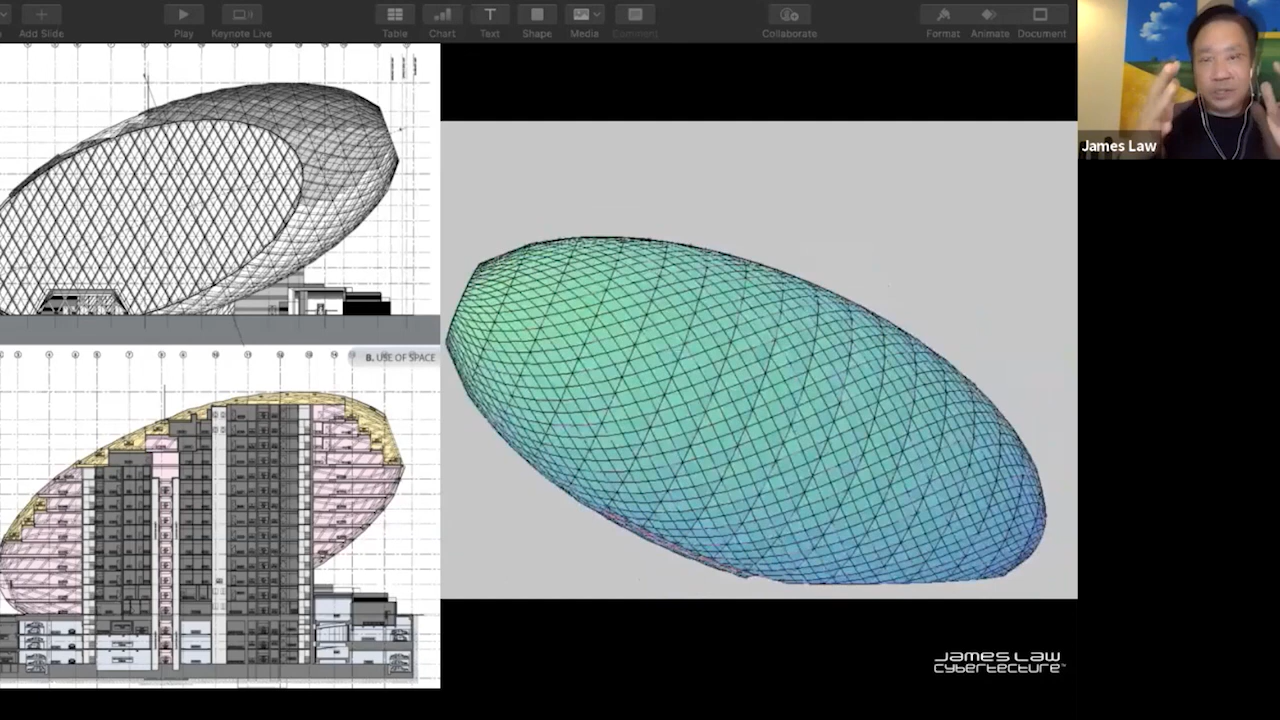 Add Slide
Play
Keynote Live
Table
Chart
Text
Shape
Media
Comment
Collaborate
Format
Animate
Document
James Law
B. USE OF SPACE
JAMES LAW
CYBERTECTURE™